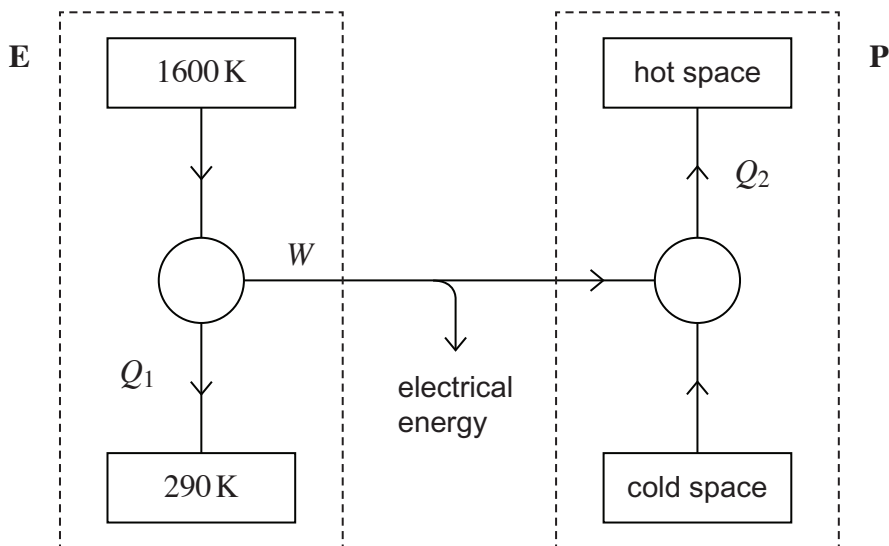 E
1600 K
hot space
P
Q2
W
Q1
electrical
energy
290 K
cold space